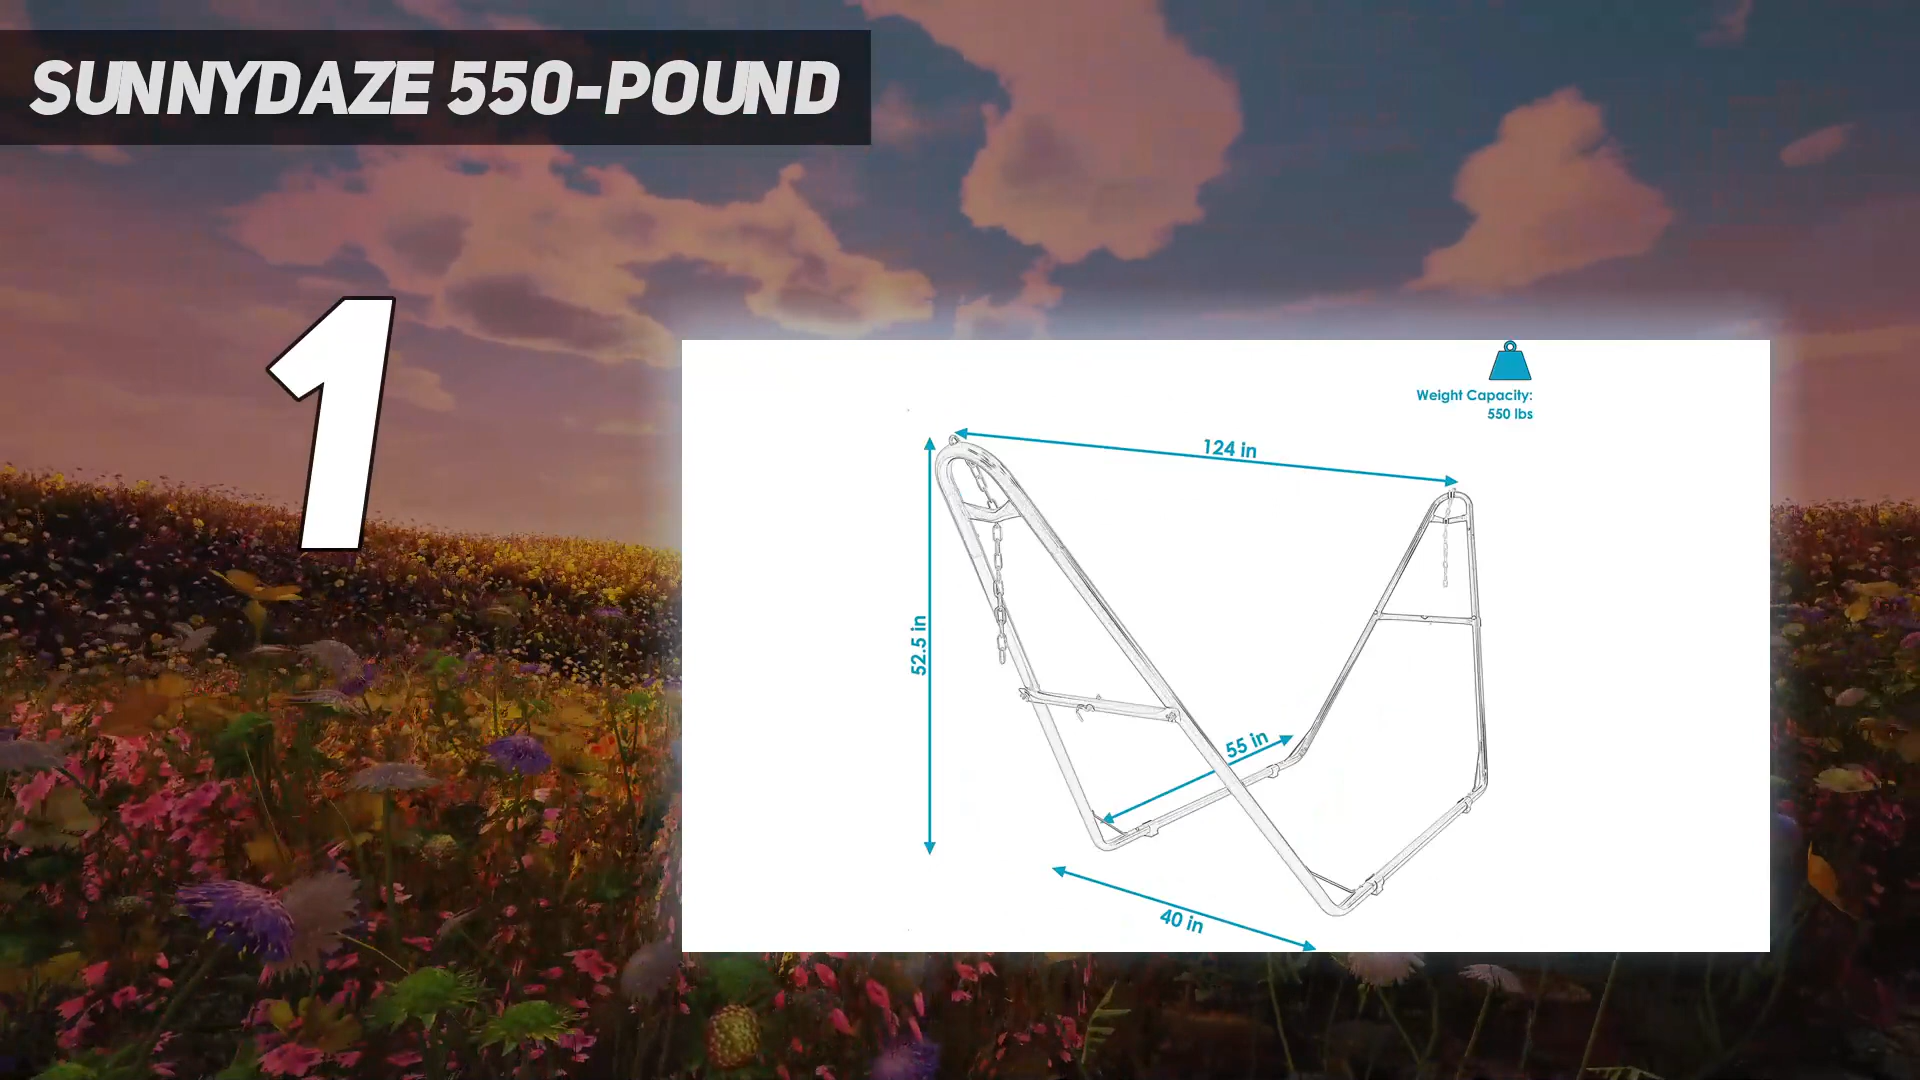 SUNNYDAZE 550-POUND
1
Weight Capacity:
550 lbs
124 in
52.5 in
55 in
40 in